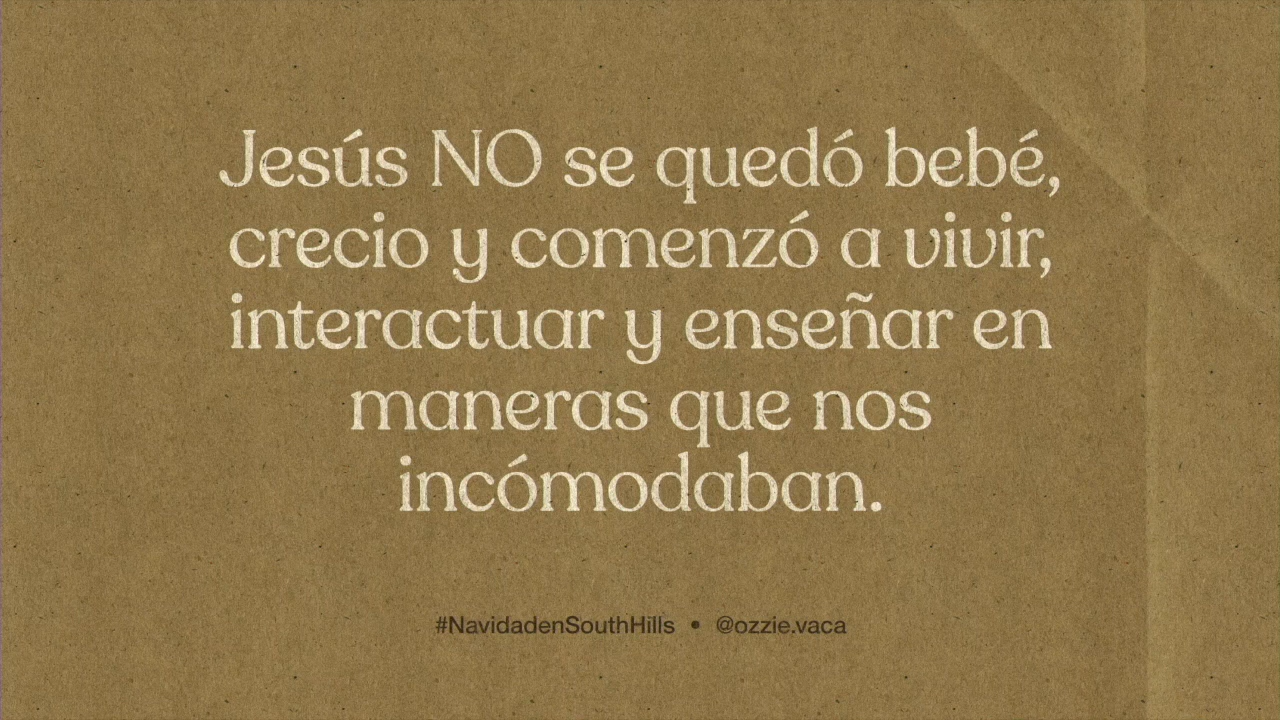 Jesús NO se quedó bebé,
crecio y comenzó a vivir,
interactuar y enseñar en
maneras que nos
incómodaban.
#NavidadenSouthHills • @ozzie.vaca